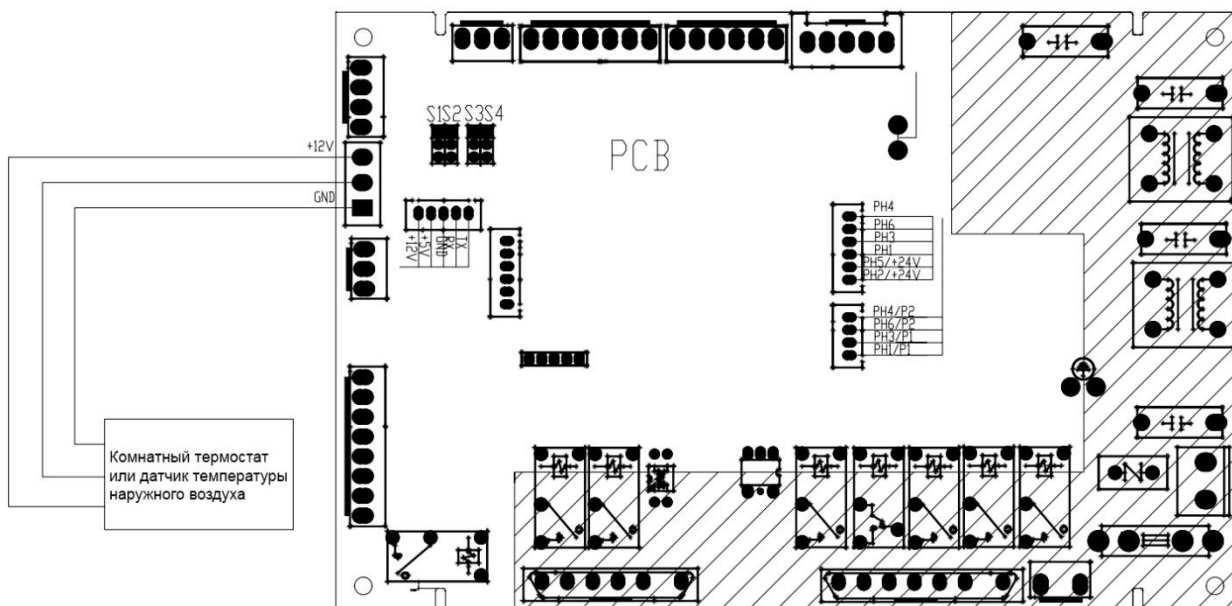 S1S2 S3S4
+12V
PCB
GND
PH4
PH6
PH3
PH1
PH5/+24V
PH2/+24V
+12V
+5V
GND
RX
TX
PH4/P2
PH6/P2
PH3/P1
PH1/P1
Комнатный термостат
или датчик температуры
наружного воздуха